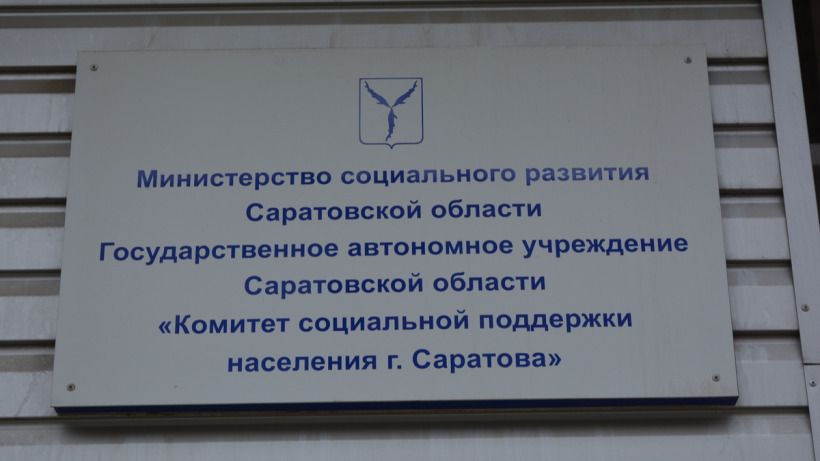 Министерство социального развития
Саратовской области
Государственное автономное учреждение
Саратовской области
«Комитет социальной поддержки
населения г. Саратова»